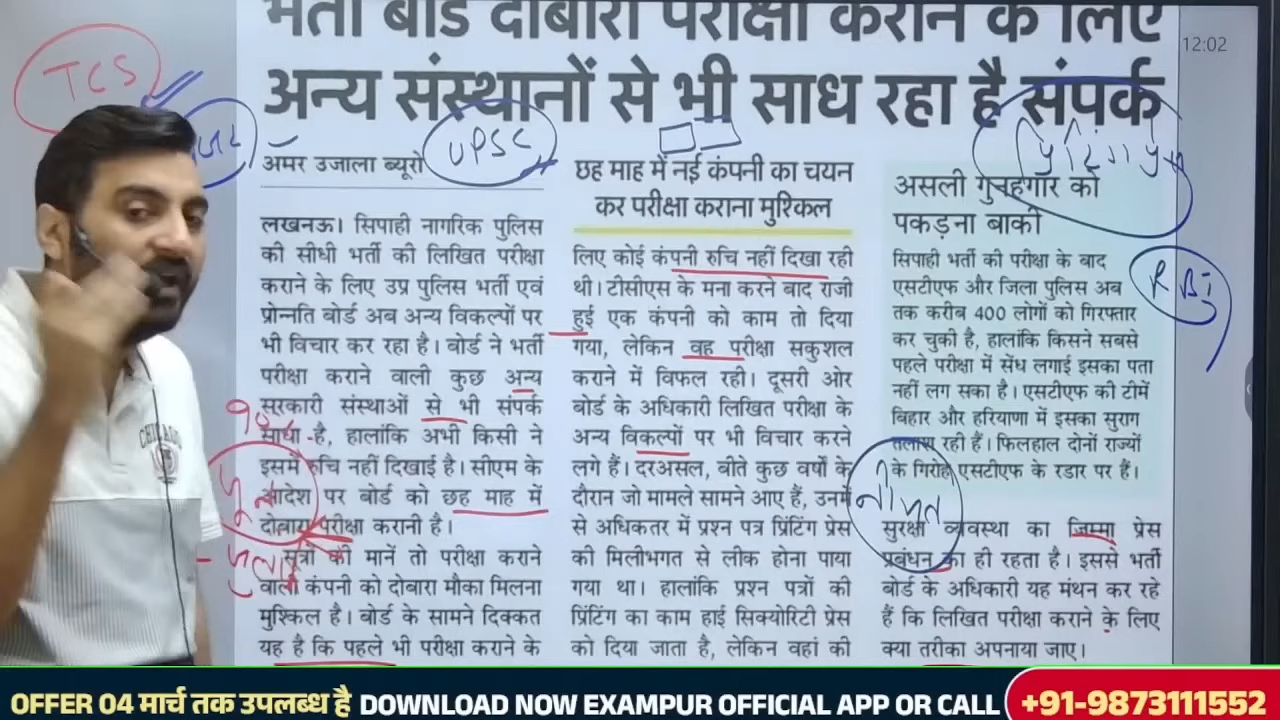 भर्ती बोर्ड दोबारा परीक्षा कराने के लिए
अन्य संस्थानों से भी साध रहा है संपर्क
12:02
TCS
UPSC
RBI
अमर उजाला ब्यूरो
लखनऊ। सिपाही नागरिक पुलिस
की सीधी भर्ती की लिखित परीक्षा
कराने के लिए उप्र पुलिस भर्ती एवं
प्रोन्नति बोर्ड अब अन्य विकल्पों पर
भी विचार कर रहा है। बोर्ड ने भर्ती
परीक्षा कराने वाली कुछ अन्य
सरकारी संस्थाओं से भी संपर्क
साधा है, हालांकि अभी किसी ने
इसमें रुचि नहीं दिखाई है। सीएम के
आदेश पर बोर्ड को छह माह में
दोबारा परीक्षा करानी है।
सूत्रों की मानें तो परीक्षा कराने
वाली कंपनी को दोबारा मौका मिलना
मुश्किल है। बोर्ड के सामने दिक्कत
यह है कि पहले भी परीक्षा कराने के
छह माह में नई कंपनी का चयन
कर परीक्षा कराना मुश्किल
लिए कोई कंपनी रुचि नहीं दिखा रही
थी। टीसीएस के मना करने बाद राजी
हुई एक कंपनी को काम तो दिया
गया, लेकिन वह परीक्षा सकुशल
कराने में विफल रही। दूसरी ओर
बोर्ड के अधिकारी लिखित परीक्षा के
अन्य विकल्पों पर भी विचार करने
लगे हैं। दरअसल, बीते कुछ वर्षों के
दौरान जो मामले सामने आए हैं, उनमें
से अधिकतर में प्रश्न पत्र प्रिंटिंग प्रेस
की मिलीभगत से लीक होना पाया
गया था। हालांकि प्रश्न पत्रों की
प्रिंटिंग का काम हाई सिक्योरिटी प्रेस
को दिया जाता है, लेकिन वहां की
असली गुनहगार को
पकड़ना बाकी
सिपाही भर्ती की परीक्षा के बाद
एसटीएफ और जिला पुलिस अब
तक करीब 400 लोगों को गिरफ्तार
कर चुकी है, हालांकि किसने सबसे
पहले परीक्षा में सेंध लगाई इसका पता
नहीं लग सका है। एसटीएफ की टीमें
बिहार और हरियाणा में इसका सुराग
तलाश रही हैं। फिलहाल दोनों राज्यों
के गिरोह एसटीएफ के रडार पर हैं।
सुरक्षा व्यवस्था का जिम्मा प्रेस
प्रबंधन का ही रहता है। इससे भर्ती
बोर्ड के अधिकारी यह मंथन कर रहे
हैं कि लिखित परीक्षा कराने के लिए
क्या तरीका अपनाया जाए।
OFFER 04 मार्च तक उपलब्ध है DOWNLOAD NOW EXAMPUR OFFICIAL APP OR CALL +91-9873111552